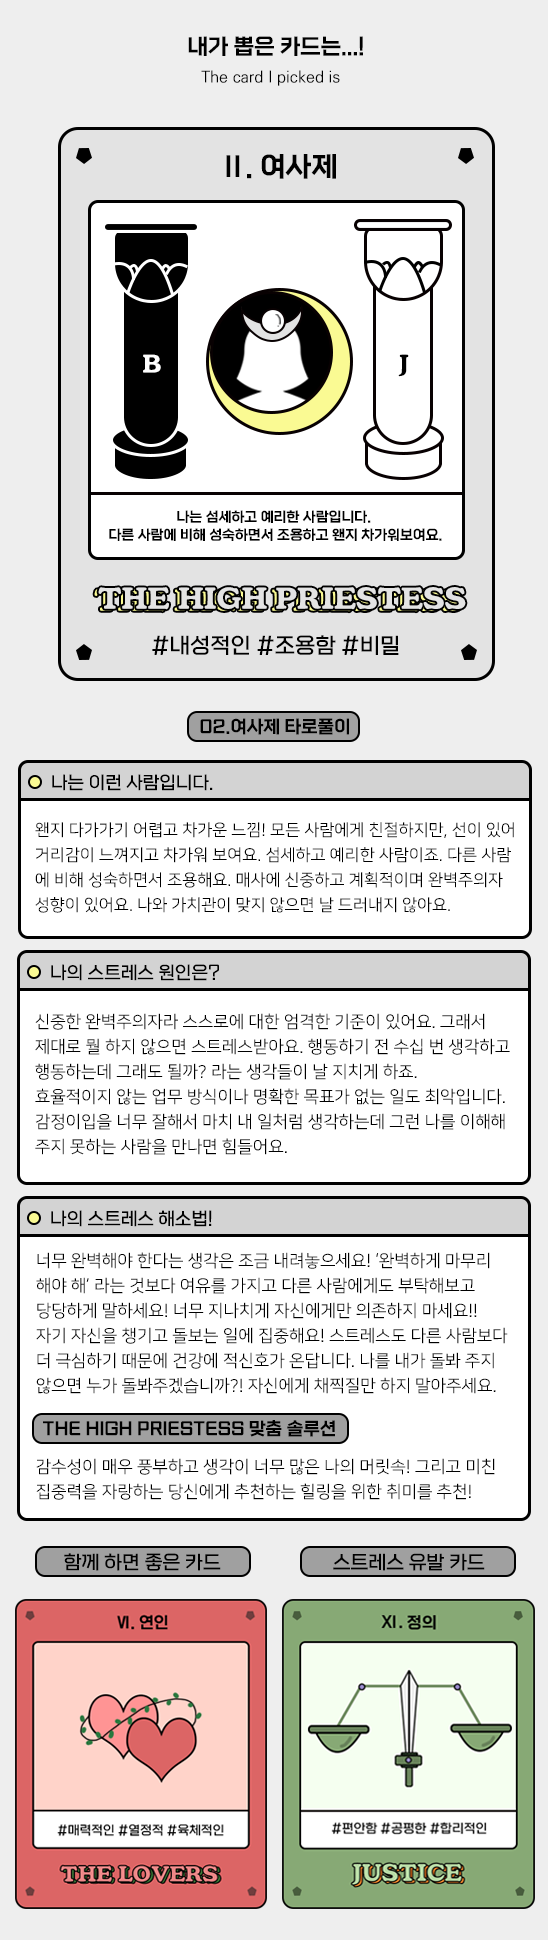 내가 뽑은 카드는...!
The card I picked is
II. 여사제
B
J
나는 섬세하고 예리한 사람입니다.
다른 사람에 비해 성숙하면서 조용하고 왠지 차가워보여요.
THE HIGH PRIESTESS
#내성적인 #조용함 #비밀
02.여사제 타로풀이
나는 이런 사람입니다.
왠지 다가가기 어렵고 차가운 느낌! 모든 사람에게 친절하지만, 선이 있어
거리감이 느껴지고 차가워 보여요. 섬세하고 예리한 사람이죠. 다른 사람
에 비해 성숙하면서 조용해요. 매사에 신중하고 계획적이며 완벽주의자
성향이 있어요. 나와 가치관이 맞지 않으면 날 드러내지 않아요.
나의 스트레스 원인은?
신중한 완벽주의자라 스스로에 대한 엄격한 기준이 있어요. 그래서
제대로 뭘 하지 않으면 스트레스받아요. 행동하기 전 수십 번 생각하고
행동하는데 그래도 될까? 라는 생각들이 날 지치게 하죠.
효율적이지 않는 업무 방식이나 명확한 목표가 없는 일도 최악입니다.
감정이입을 너무 잘해서 마치 내 일처럼 생각하는데 그런 나를 이해해
주지 못하는 사람을 만나면 힘들어요.
나의 스트레스 해소법!
너무 완벽해야 한다는 생각은 조금 내려놓으세요! '완벽하게 마무리
해야 해' 라는 것보다 여유를 가지고 다른 사람에게도 부탁해보고
당당하게 말하세요! 너무 지나치게 자신에게만 의존하지 마세요!!
자기 자신을 챙기고 돌보는 일에 집중해요! 스트레스도 다른 사람보다
더 극심하기 때문에 건강에 적신호가 온답니다. 나를 내가 돌봐 주지
않으면 누가 돌봐주겠습니까?! 자신에게 채찍질만 하지 말아주세요.
THE HIGH PRIESTESS 맞춤 솔루션
감수성이 매우 풍부하고 생각이 너무 많은 나의 머릿속! 그리고 미친
집중력을 자랑하는 당신에게 추천하는 힐링을 위한 취미를 추천!
함께 하면 좋은 카드
스트레스 유발 카드
VI. 연인
#매력적인 #열정적 #육체적인
THE LOVERS
XI. 정의
#편안함 #공평한 #합리적인
JUSTICE